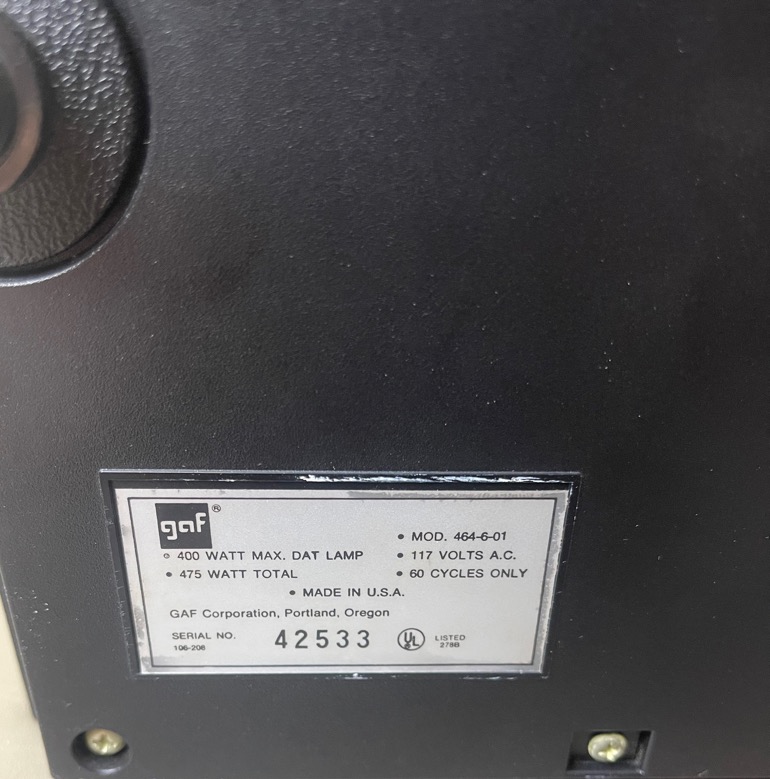 gaf®
• MOD. 464-6-01
• 400 WATT MAX. DAT LAMP • 117 VOLTS A.C.
• 475 WATT TOTAL • 60 CYCLES ONLY
• MADE IN U.S.A.
GAF Corporation, Portland, Oregon
SERIAL NO. 42533 UL LISTED
106-206 278B